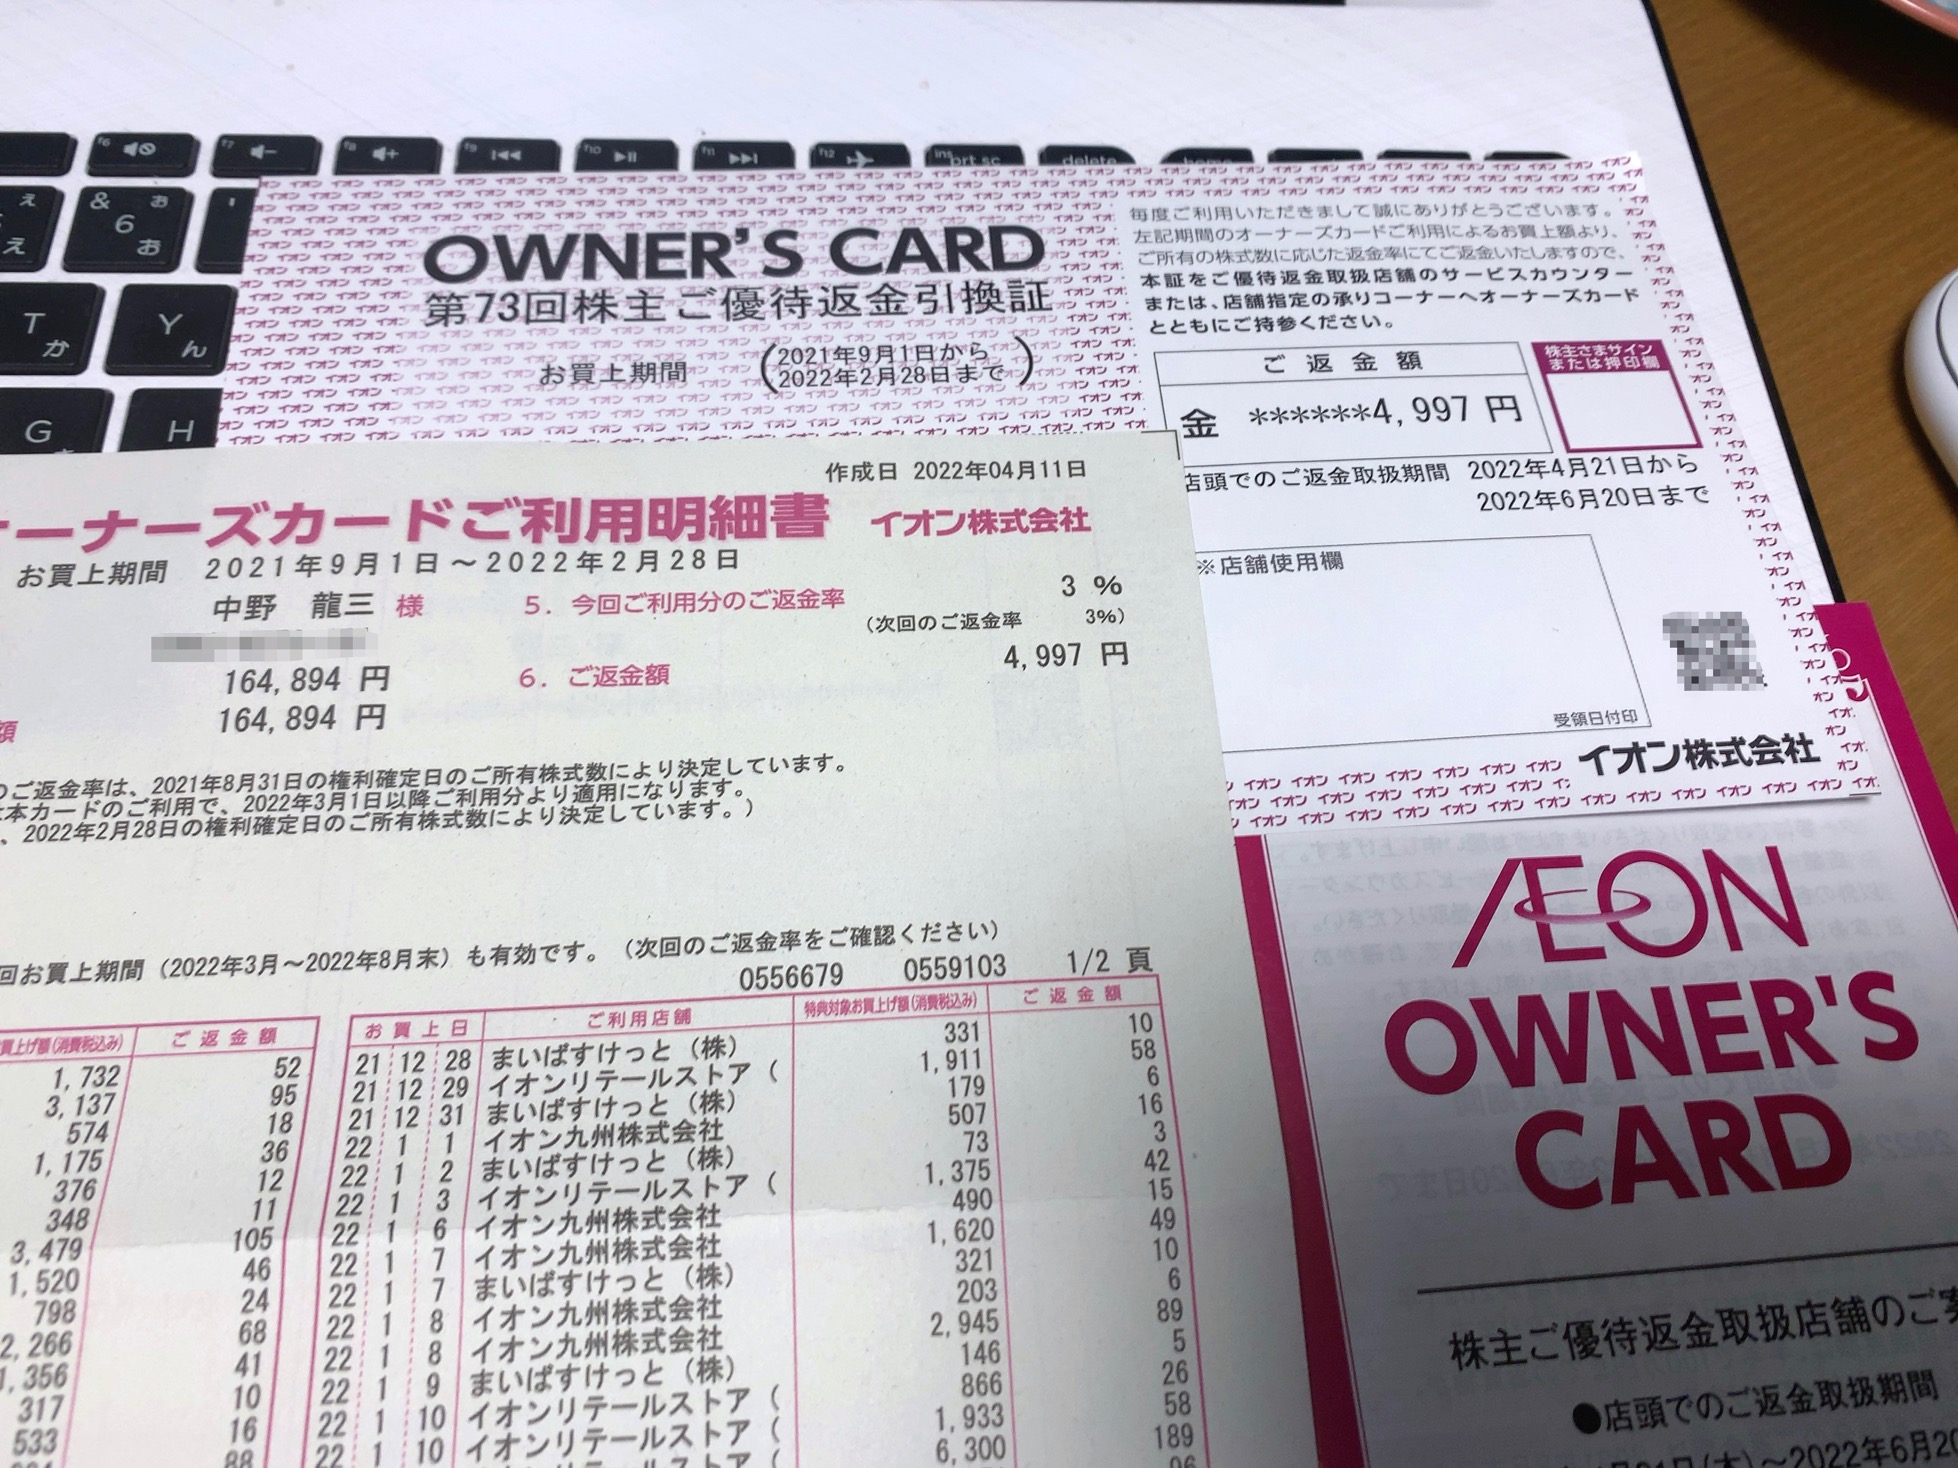 OWNER'S CARD
第73回株主ご優待返金引換証
お買上期間
2021年9月1日から
2022年2月28日まで
毎度ご利用いただきまして誠にありがとうございます。
左記期間のオーナーズカードご利用によるお買上額より、
ご所有の株式数に応じた返金率にてご返金いたしますので、
本証をご優待返金取扱店舗のサービスカウンター
または、店舗指定の承りコーナーへオーナーズカード
とともにご持参ください。
ご返金額
金 ******4,997 円
株主さまサイン
または押印欄
店頭でのご返金取扱期間 2022年4月21日から
2022年6月20日まで
※店舗使用欄
受領日付印
イオン株式会社
作成日 2022年04月11日
ーナーズカードご利用明細書 イオン株式会社
お買上期間 2021年9月1日～2022年2月28日
中野 龍三 様
164,894 円
額 164,894 円
5. 今回ご利用分のご返金率 3 %
(次回のご返金率 3%)
6. ご返金額 4,997 円
のご返金率は、2021年8月31日の権利確定日のご所有株式数により決定しています。
本カードのご利用で、2022年3月1日以降ご利用分より適用になります。
、2022年2月28日の権利確定日のご所有株式数により決定しています。)
回お買上期間(2022年3月～2022年8月末)も有効です。(次回のご返金率をご確認ください)
0556679 0559103 1/2 頁
買上げ額(消費税込み) ご返金額
1,732 52
3,137 95
574 18
1,175 36
376 12
348 11
3,479 105
1,520 46
798 24
2,266 68
1,356 41
317 10
533 16
88
お買上日 ご利用店舗 特典対象お買上げ額(消費税込み) ご返金額
21 12 28 まいばすけっと(株) 331 10
21 12 29 イオンリテールストア( 1,911 58
21 12 31 まいばすけっと(株) 179 6
22 1 1 イオン九州株式会社 507 16
22 1 2 まいばすけっと(株) 73 3
22 1 3 イオンリテールストア( 1,375 42
22 1 6 イオン九州株式会社 490 15
22 1 7 イオン九州株式会社 1,620 49
22 1 7 まいばすけっと(株) 321 10
22 1 8 イオン九州株式会社 203 6
22 1 8 イオン九州株式会社 2,945 89
22 1 9 まいばすけっと(株) 146 5
22 1 10 イオンリテールストア( 866 26
22 1 10 イオンリテールストア( 1,933 58
6,300 189
ÆON
OWNER'S
CARD
株主ご優待返金取扱店舗のご案
●店頭でのご返金取扱期間
(木)～2022年6月20
f6
f7
f8
f9
f10
f11
f12
ins
prt sc
delete
home
&
6
お
え
T
か
Y
ん
G
H